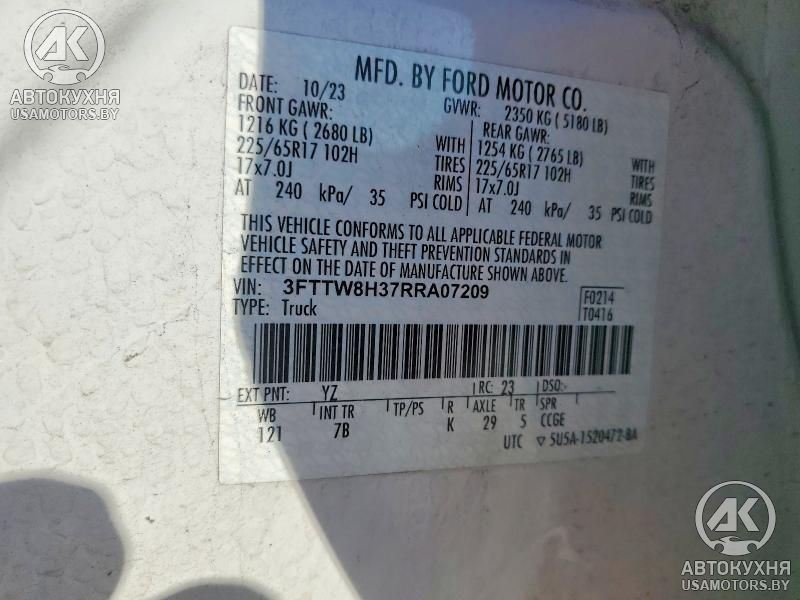 АК
АВТОКУХНЯ
USAMOTORS.BY
MFD. BY FORD MOTOR CO.
DATE: 10/23 GVWR: 2350 KG ( 5180 LB)
FRONT GAWR: REAR GAWR:
1216 KG ( 2680 LB) WITH 1254 KG ( 2765 LB) WITH
225/65R17 102H TIRES 225/65R17 102H TIRES
17x7.0J RIMS 17x7.0J RIMS
AT 240 kPa/ 35 PSI COLD AT 240 kPa/ 35 PSI COLD
THIS VEHICLE CONFORMS TO ALL APPLICABLE FEDERAL MOTOR
VEHICLE SAFETY AND THEFT PREVENTION STANDARDS IN
EFFECT ON THE DATE OF MANUFACTURE SHOWN ABOVE.
VIN: 3FTTW8H37RRA07209 F0214
TYPE: Truck T0416
EXT PNT: YZ RC: 23 DSO:
WB INT TR TP/PS R AXLE TR SPR
121 7B K 29 5 CCGE
UTC ▽ 5U5A-1520472-BA
АК
АВТОКУХНЯ
USAMOTORS.BY